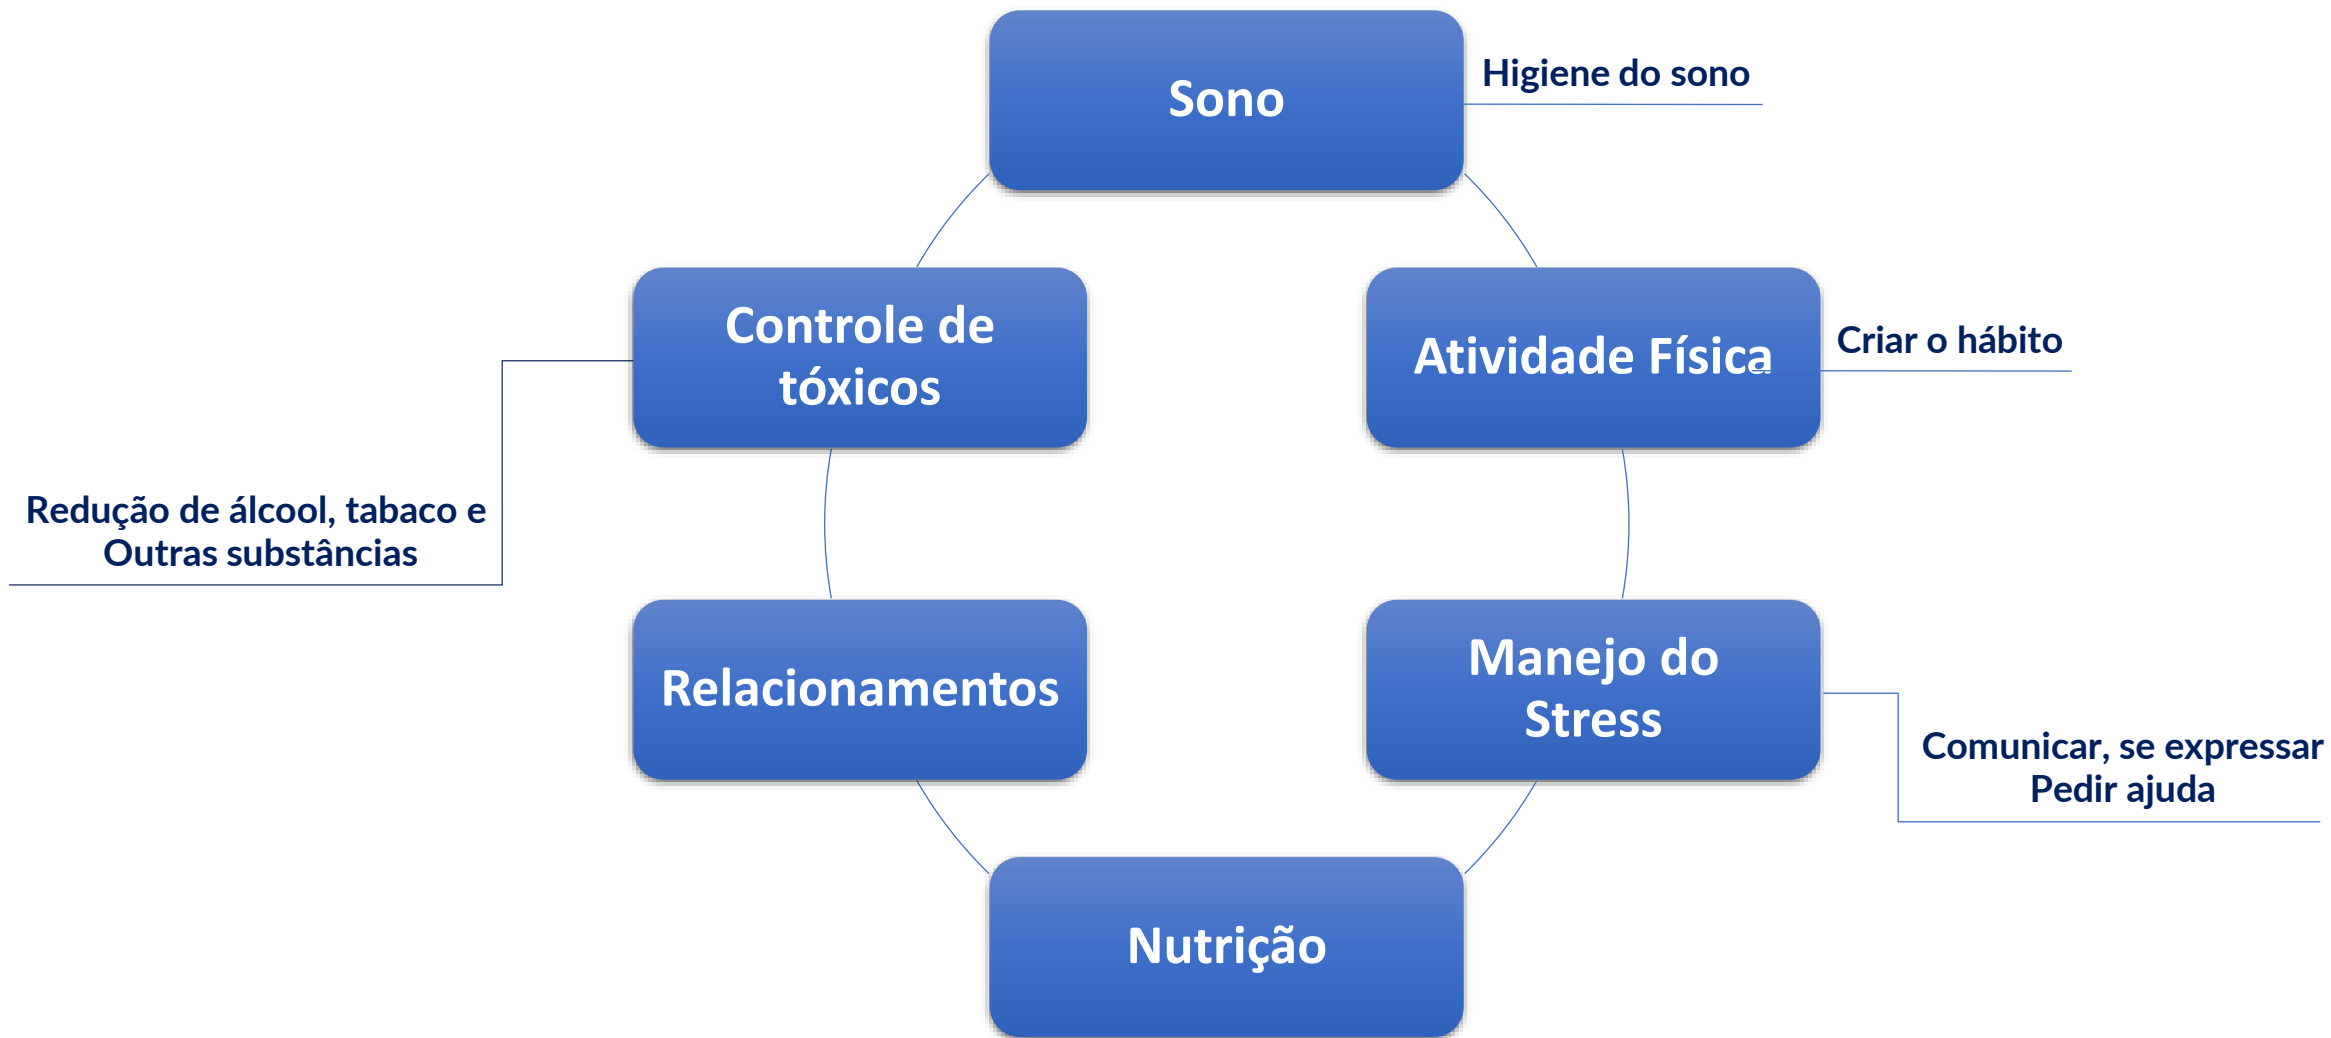 Sono
Higiene do sono
Controle de
tóxicos
Atividade Física
Criar o hábito
Redução de álcool, tabaco e
Outras substâncias
Relacionamentos
Manejo do
Stress
Comunicar, se expressar
Pedir ajuda
Nutrição